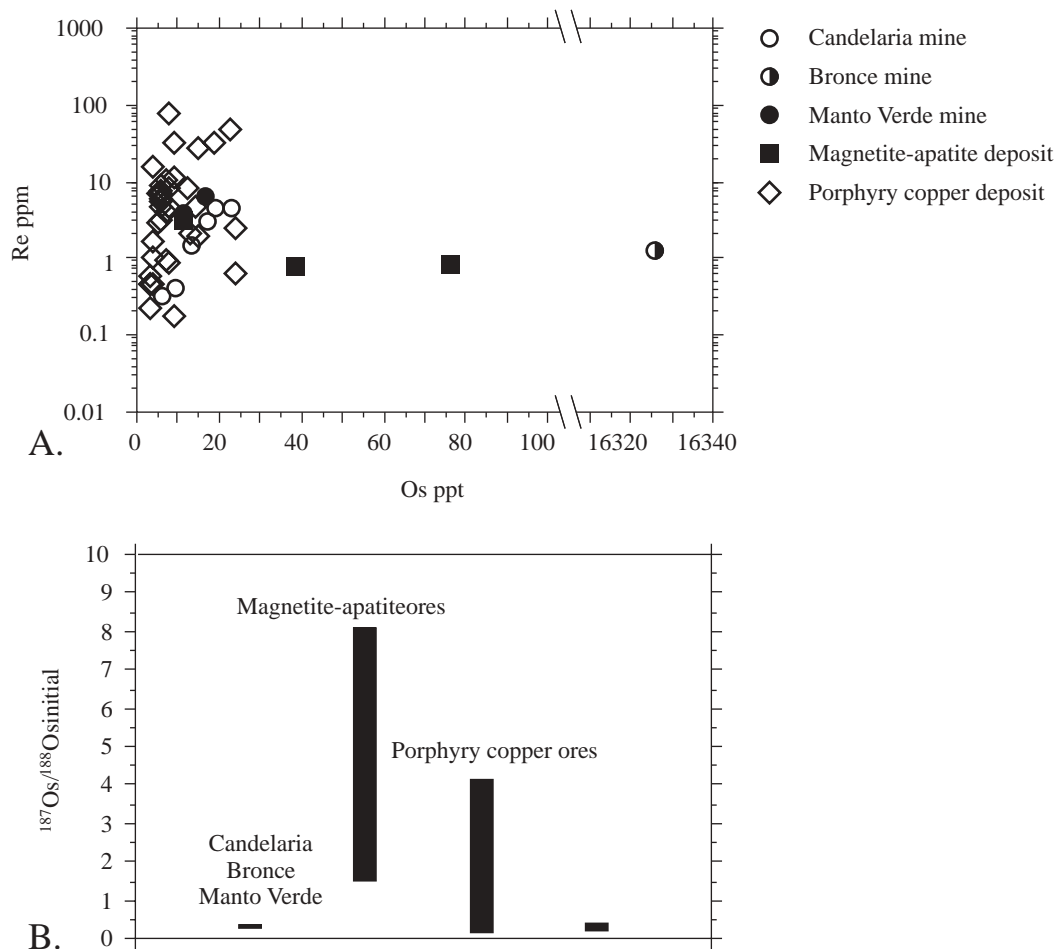 1000
100
10
1
0.1
0.01
Re ppm
0
20
40
60
80
100
16320
16340
Os ppt
A.
Candelaria mine
Bronce mine
Manto Verde mine
Magnetite-apatite deposit
Porphyry copper deposit
10
9
8
7
6
5
4
3
2
1
0
187Os/188Osinitial
Magnetite-apatiteores
Porphyry copper ores
Candelaria
Bronce
Manto Verde
B.